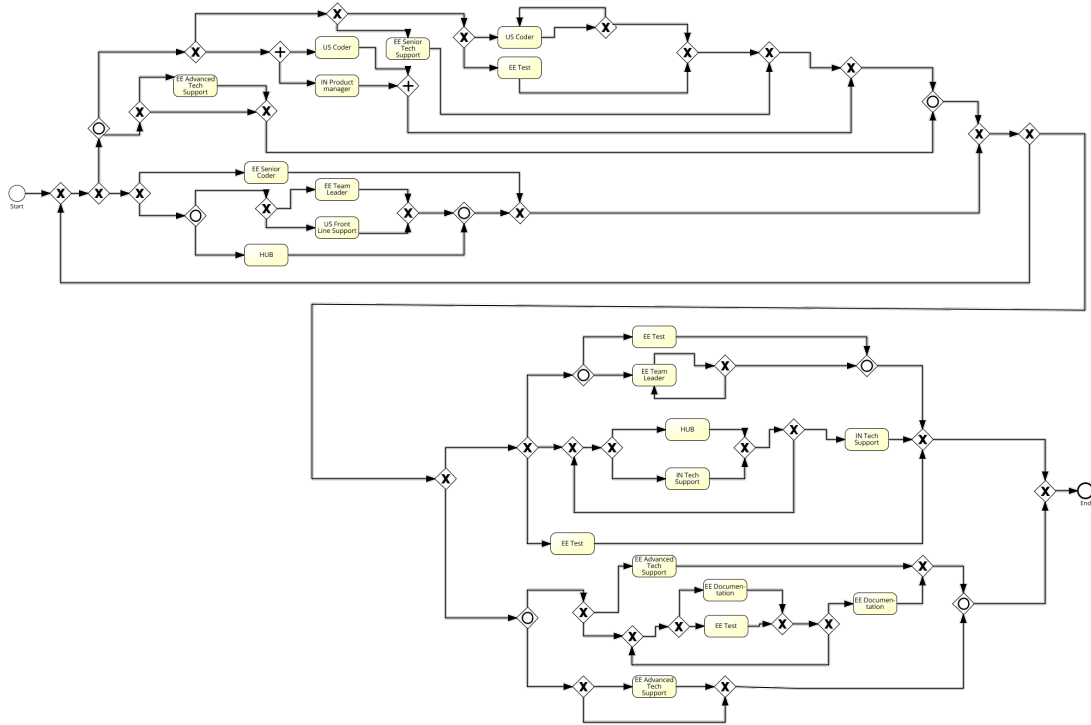 US Coder
EE Senior
Tech
Support
US Coder
EE Test
EE Advanced
Tech
Support
IN Product
manager
Start
EE Senior
Coder
EE Team
Leader
US Front
Line Support
HUB
EE Test
EE Team
Leader
HUB
IN Tech
Support
IN Tech
Support
End
EE Test
EE Advanced
Tech
Support
EE Documen-
tation
EE Documen-
tation
EE Test
EE Advanced
Tech
Support